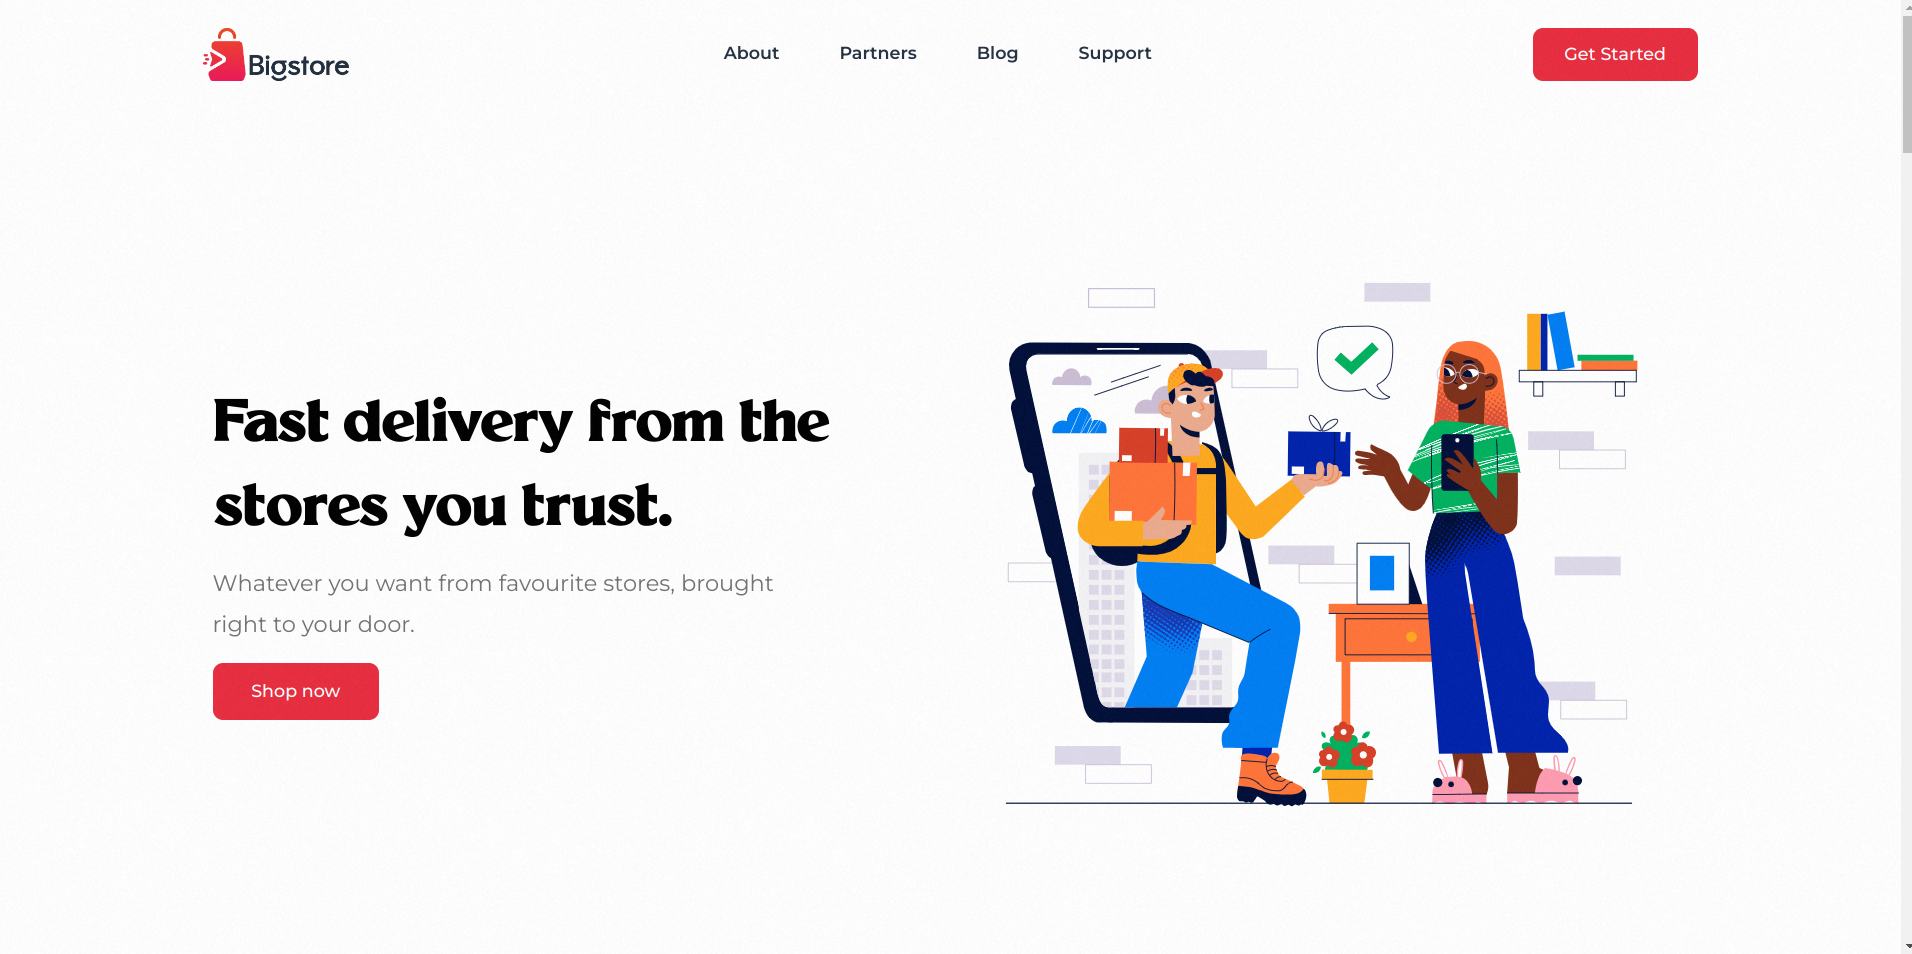 Bigstore
About
Partners
Blog
Support
Get Started
Fast delivery from the
stores you trust.
Whatever you want from favourite stores, brought
right to your door.
Shop now